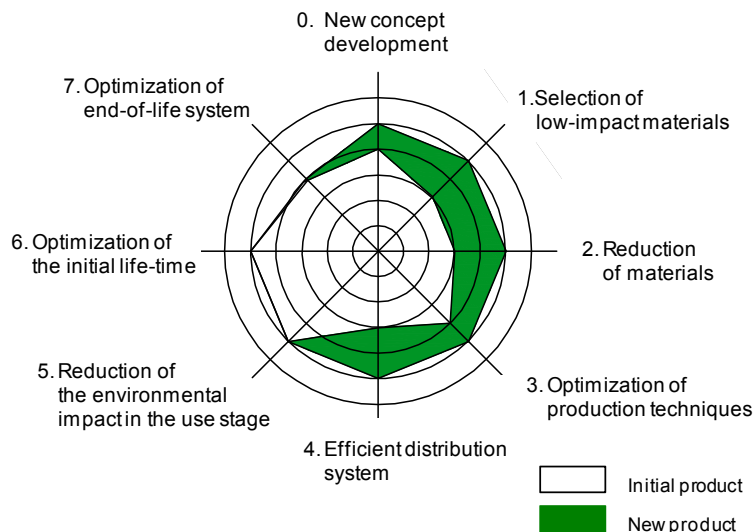 0. New concept
development
1.Selection of
low-impact materials
2. Reduction
of materials
3. Optimization of
production techniques
4. Efficient distribution
system
5. Reduction of
the environmental
impact in the use stage
6. Optimization of
the initial life-time
7. Optimization of
end-of-life system
Initial product
New product